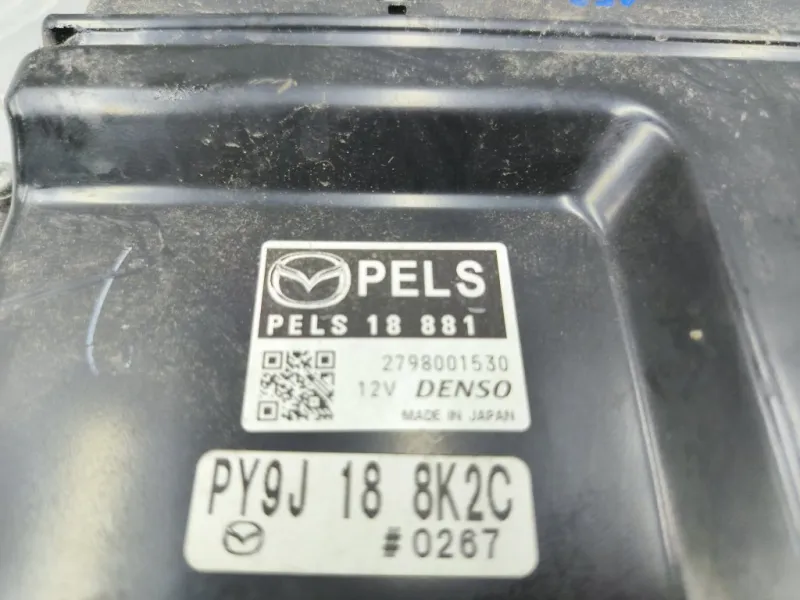 PELS
PELS 18 881
2798001530
12V DENSO
MADE IN JAPAN
PY9J 18 8K2C
#0267